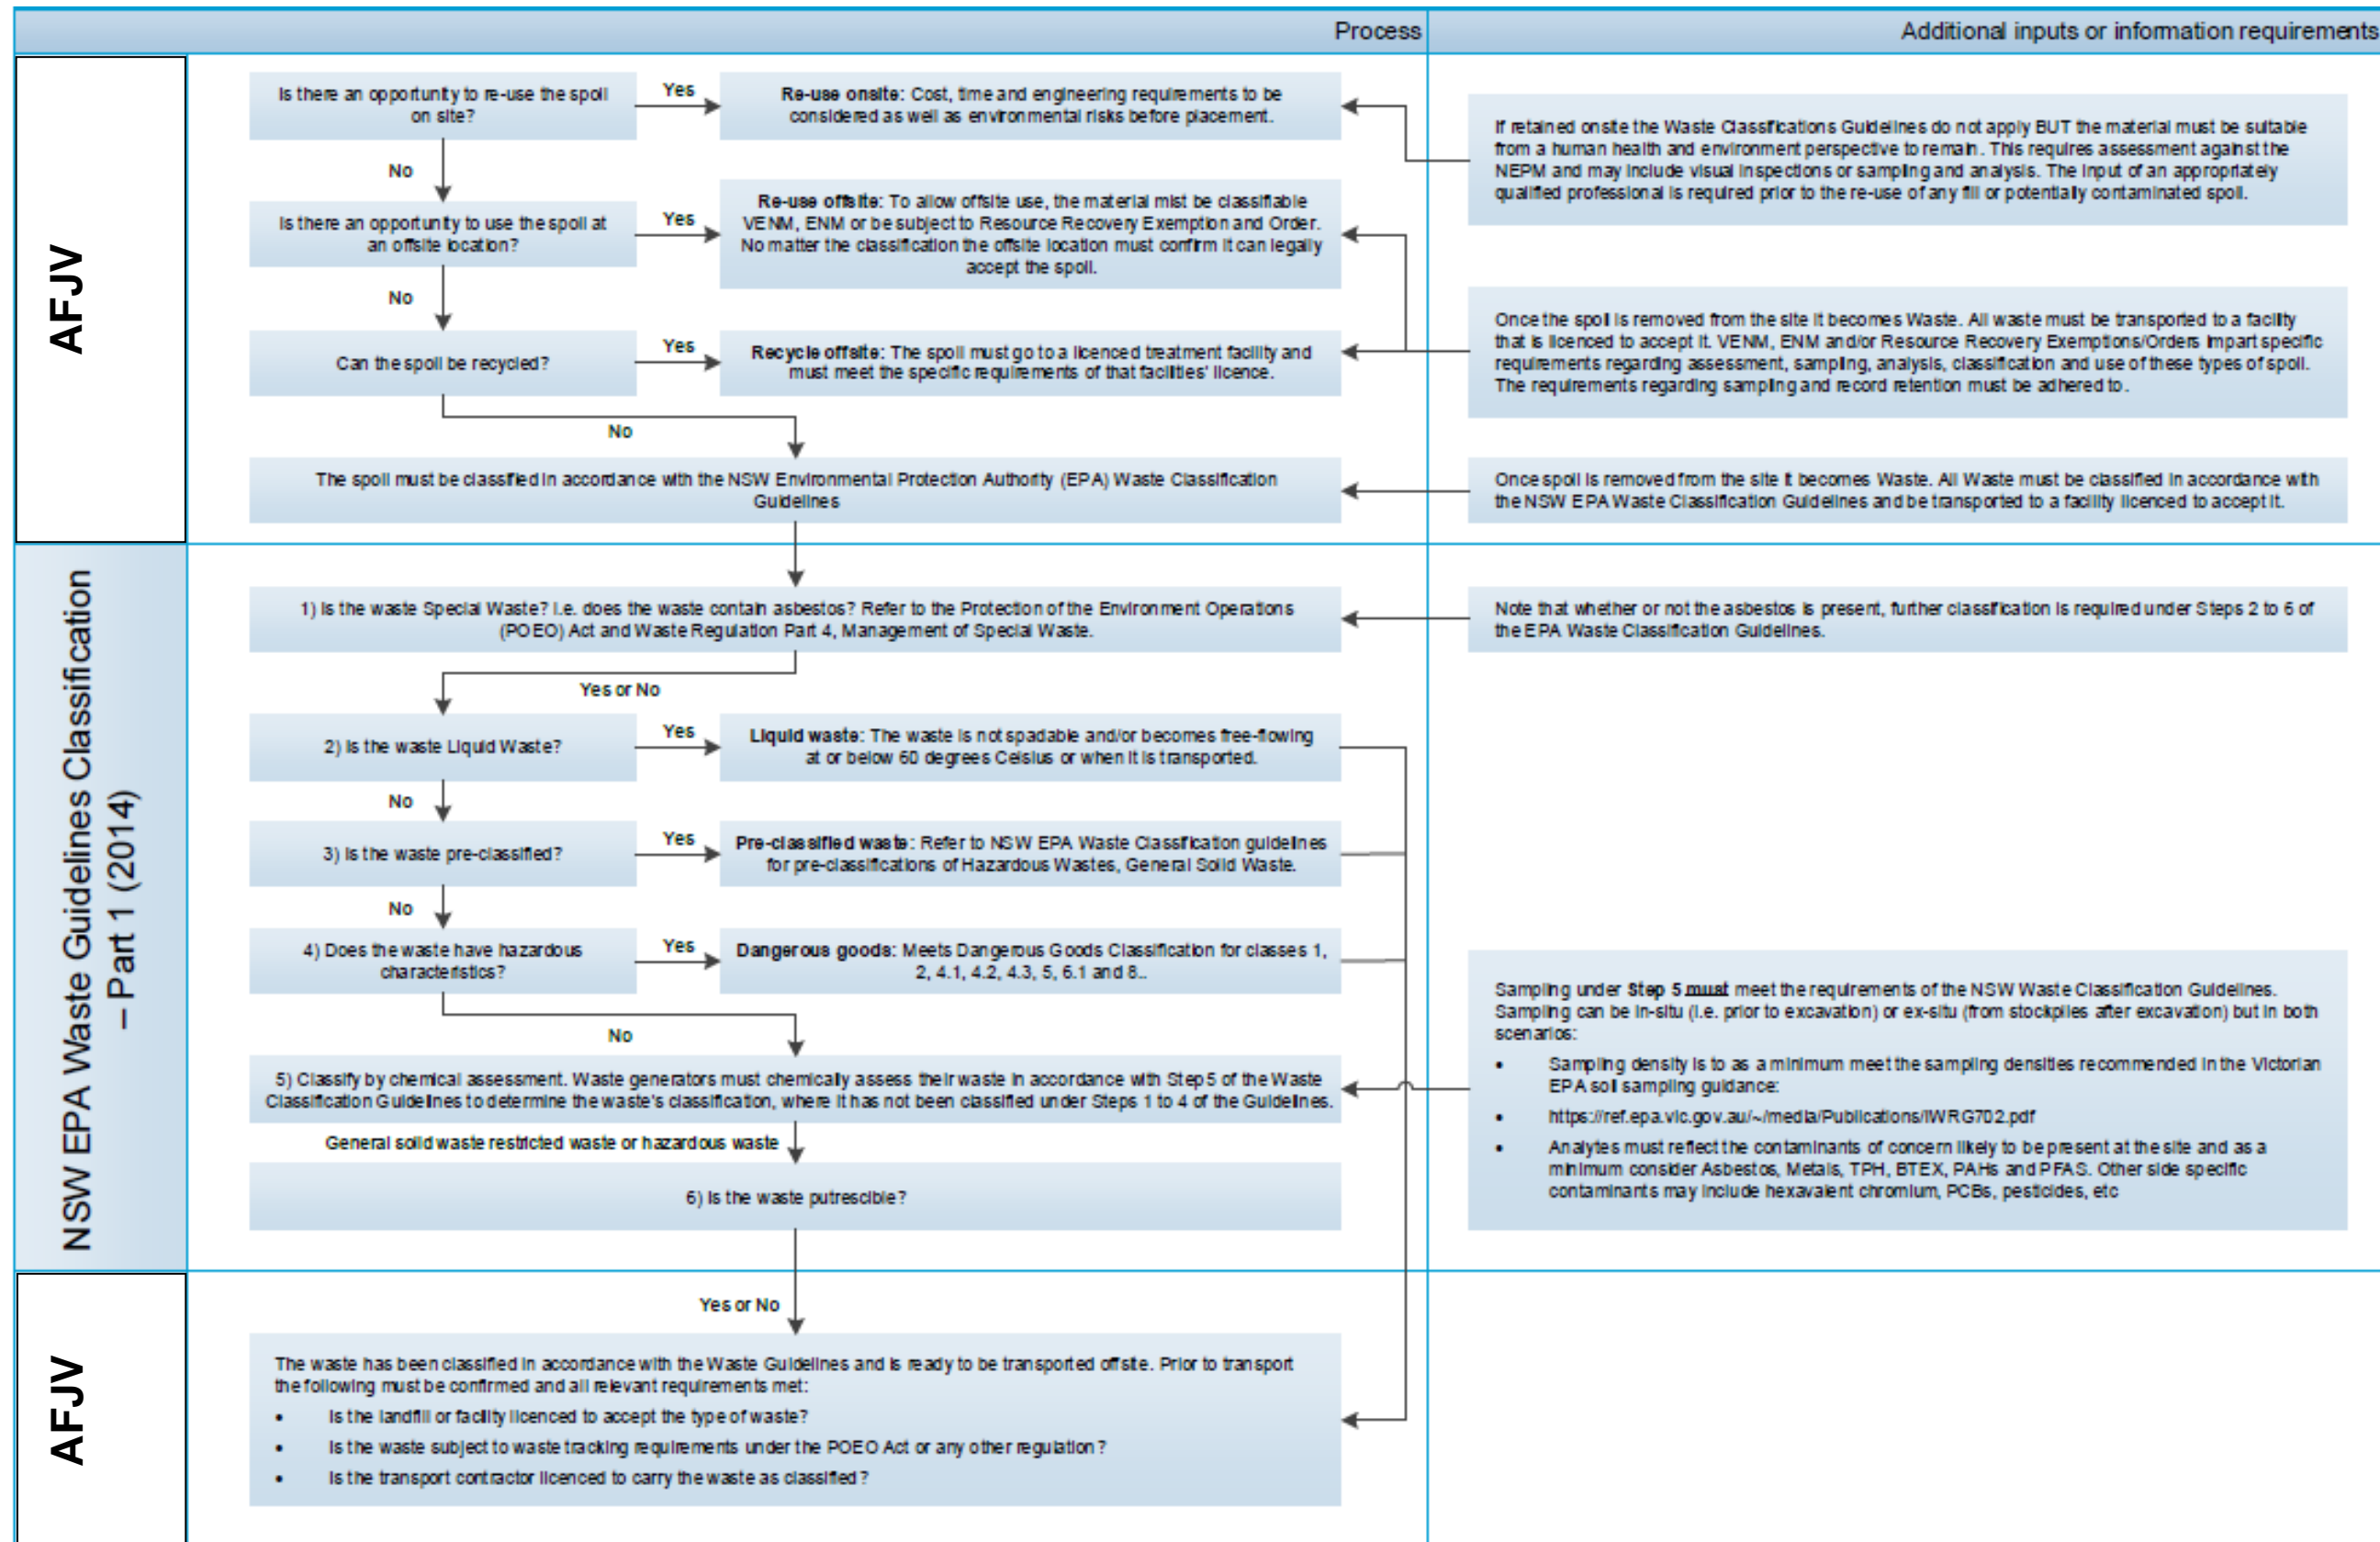 Process
Additional inputs or information requirements
AFJV
Is there an opportunity to re-use the spoil
on site?
Yes
Re-use onsite: Cost, time and engineering requirements to be
considered as well as environmental risks before placement.
If retained onsite the Waste Classifications Guidelines do not apply BUT the material must be suitable
from a human health and environment perspective to remain. This requires assessment against the
NEPM and may include visual inspections or sampling and analysis. The input of an appropriately
qualified professional is required prior to the re-use of any fill or potentially contaminated spoil.
No
Is there an opportunity to use the spoil at
an offsite location?
Yes
Re-use offsite: To allow offsite use, the material mist be classifiable
VENM, ENM or be subject to Resource Recovery Exemption and Order.
No matter the classification the offsite location must confirm it can legally
accept the spoil.
No
Can the spoil be recycled?
Yes
Recycle offsite: The spoil must go to a licenced treatment facility and
must meet the specific requirements of that facilities' licence.
Once the spoil is removed from the site it becomes Waste. All waste must be transported to a facility
that is licenced to accept it. VENM, ENM and/or Resource Recovery Exemptions/Orders impart specific
requirements regarding assessment, sampling, analysis, classification and use of these types of spoil.
The requirements regarding sampling and record retention must be adhered to.
No
The spoil must be classified in accordance with the NSW Environmental Protection Authority (EPA) Waste Classification
Guidelines
Once spoil is removed from the site it becomes Waste. All Waste must be classified in accordance with
the NSW EPA Waste Classification Guidelines and be transported to a facility licenced to accept it.
NSW EPA Waste Guidelines Classification
– Part 1 (2014)
1) Is the waste Special Waste? I.e. does the waste contain asbestos? Refer to the Protection of the Environment Operations
(POEO) Act and Waste Regulation Part 4, Management of Special Waste.
Note that whether or not the asbestos is present, further classification is required under Steps 2 to 6 of
the EPA Waste Classification Guidelines.
Yes or No
2) Is the waste Liquid Waste?
Yes
Liquid waste: The waste is not spadable and/or becomes free-flowing
at or below 60 degrees Celsius or when it is transported.
No
3) Is the waste pre-classified?
Yes
Pre-classified waste: Refer to NSW EPA Waste Classification guidelines
for pre-classifications of Hazardous Wastes, General Solid Waste.
No
4) Does the waste have hazardous
characteristics?
Yes
Dangerous goods: Meets Dangerous Goods Classification for classes 1,
2, 4.1, 4.2, 4.3, 5, 6.1 and 8..
No
5) Classify by chemical assessment. Waste generators must chemically assess their waste in accordance with Step 5 of the Waste
Classification Guidelines to determine the waste's classification, where it has not been classified under Steps 1 to 4 of the Guidelines.
Sampling under Step 5 must meet the requirements of the NSW Waste Classification Guidelines.
Sampling can be in-situ (i.e. prior to excavation) or ex-situ (from stockpiles after excavation) but in both
scenarios:
• Sampling density is to as a minimum meet the sampling densities recommended in the Victorian
EPA soil sampling guidance:
• https://ref.epa.vic.gov.au/~/media/Publications/IWRG702.pdf
• Analytes must reflect the contaminants of concern likely to be present at the site and as a
minimum consider Asbestos, Metals, TPH, BTEX, PAHs and PFAS. Other side specific
contaminants may include hexavalent chromium, PCBs, pesticides, etc
General solid waste restricted waste or hazardous waste
6) Is the waste putrescible?
AFJV
Yes or No
The waste has been classified in accordance with the Waste Guidelines and is ready to be transported offsite. Prior to transport
the following must be confirmed and all relevant requirements met:
• Is the landfill or facility licenced to accept the type of waste?
• Is the waste subject to waste tracking requirements under the POEO Act or any other regulation?
• Is the transport contractor licenced to carry the waste as classified?